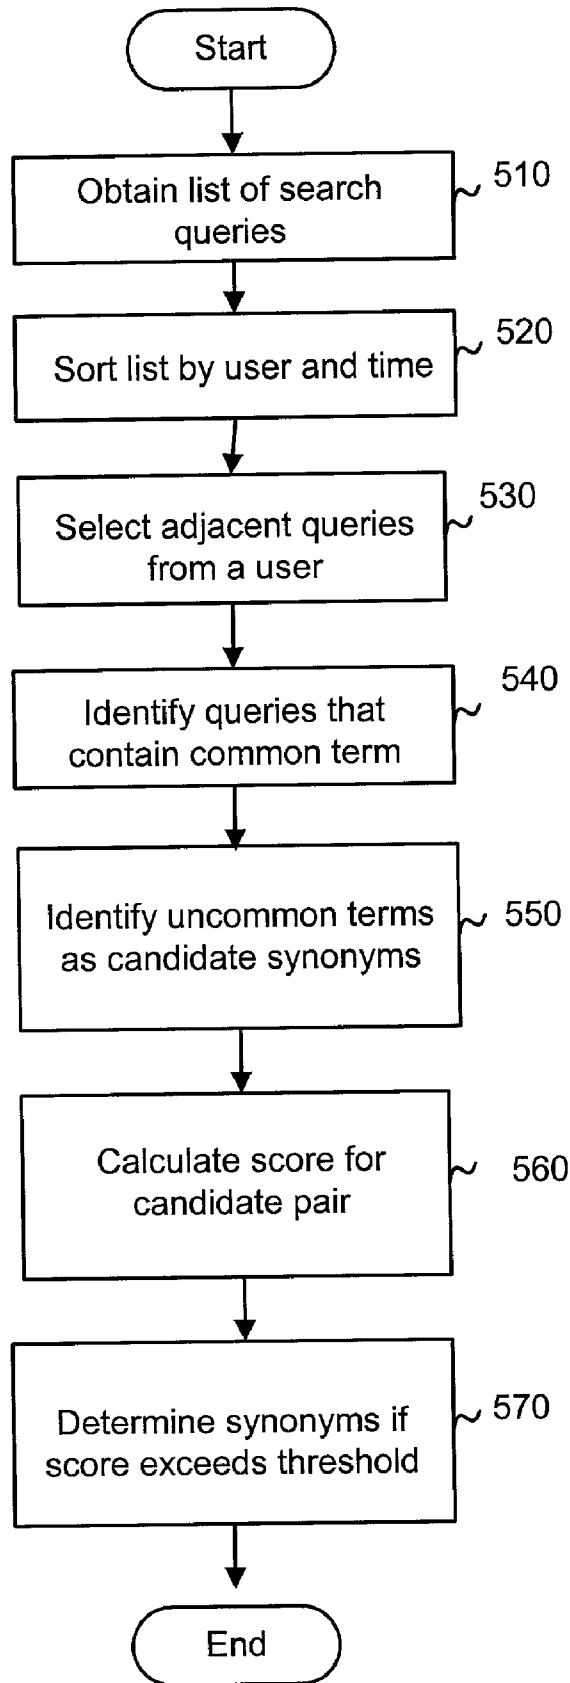 Start
Obtain list of search
queries
510
Sort list by user and time
520
Select adjacent queries
from a user
530
Identify queries that
contain common term
540
Identify uncommon terms
as candidate synonyms
550
Calculate score for
candidate pair
560
Determine synonyms if
score exceeds threshold
570
End